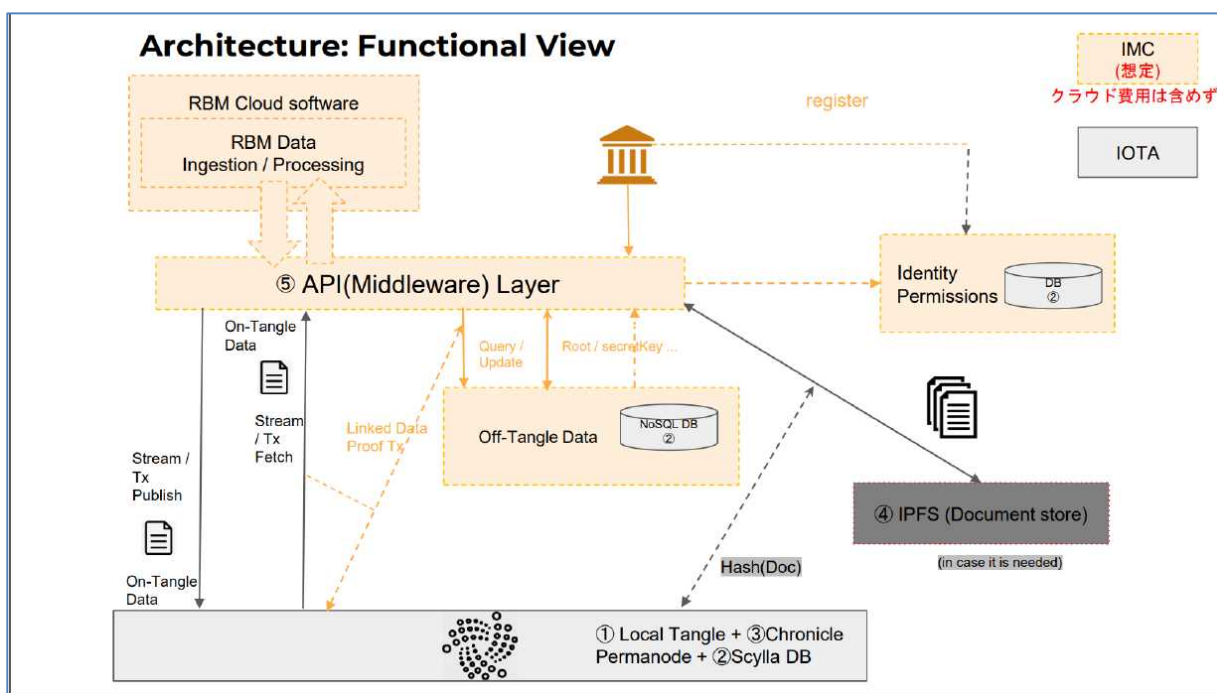 Architecture: Functional View
IMC
(想定)
クラウド費用は含めず
IOTA
RBM Cloud software
RBM Data
Ingestion / Processing
register
⑤ API(Middleware) Layer
Identity
Permissions
DB
②
On-Tangle
Data
Stream
/ Tx
Fetch
Query /
Update
Root / secretKey ...
Linked Data
Proof Tx
Off-Tangle Data
NoSQL DB
②
Stream /
Tx
Publish
On-Tangle
Data
④ IPFS (Document store)
(in case it is needed)
Hash(Doc)
① Local Tangle + ③Chronicle
Permanode + ②Scylla DB